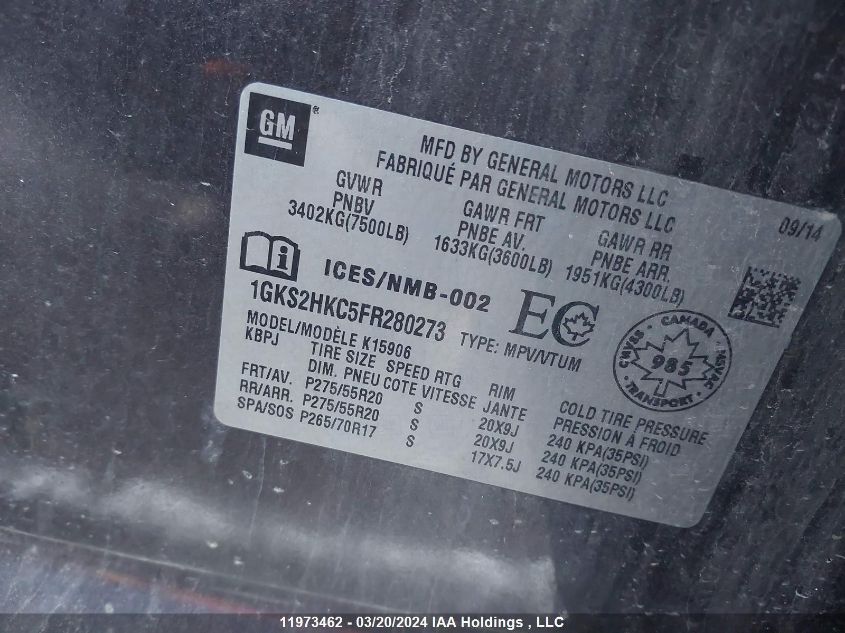 GM®
MFD BY GENERAL MOTORS LLC
FABRIQUÉ PAR GENERAL MOTORS LLC
09/14
GVWR
PNBV
3402KG(7500LB)
GAWR FRT
PNBE AV.
1633KG(3600LB)
GAWR RR
PNBE ARR.
1951KG(4300LB)
ICES/NMB-002
EC
1GKS2HKC5FR280273
TYPE: MPV/VTUM
CANADA
CMVSS - NSVAC
985
TRANSPORT
MODEL/MODÈLE K15906
KBPJ
TIRE SIZE SPEED RTG RIM COLD TIRE PRESSURE
DIM. PNEU COTE VITESSE JANTE PRESSION À FROID
FRT/AV. P275/55R20 S 20X9J 240 KPA(35PSI)
RR/ARR. P275/55R20 S 20X9J 240 KPA(35PSI)
SPA/SOS P265/70R17 S 17X7.5J 240 KPA(35PSI)
11973462 - 03/20/2024 IAA Holdings , LLC